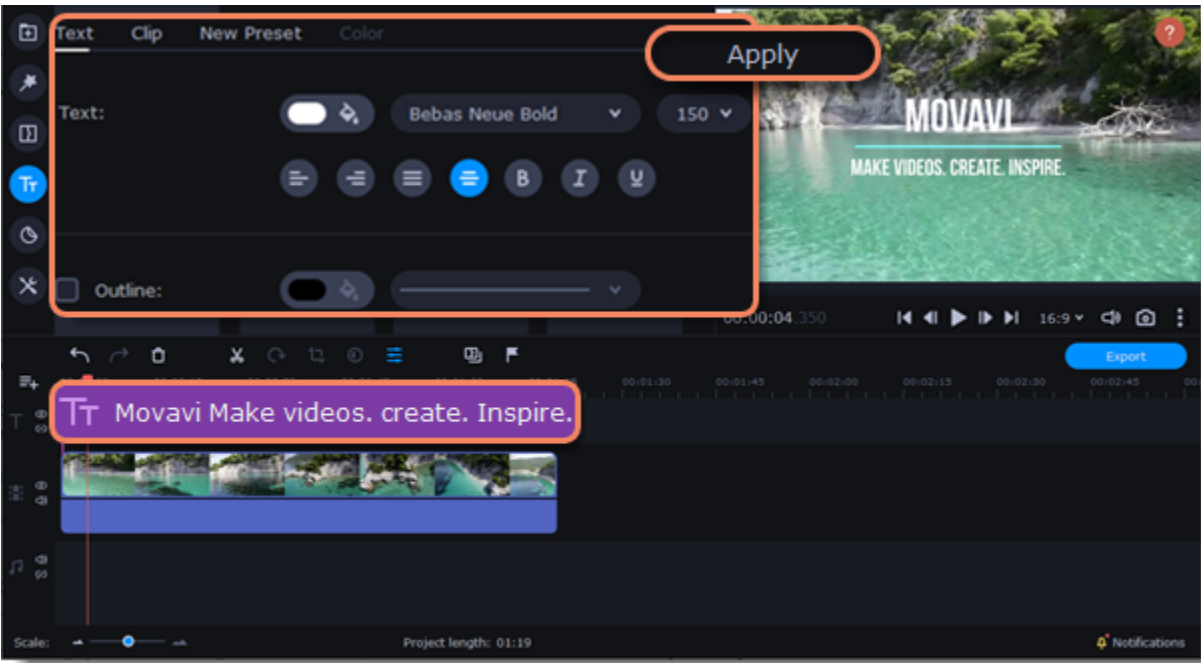 Text Clip New Preset Color
Apply
?
Text: Bebas Neue Bold 150
B I U
Outline:
MOVAVI
MAKE VIDEOS. CREATE. INSPIRE.
00:00:04.350
16:9
Export
00:01:30 00:01:45 00:02:00 00:02:15 00:02:30 00:02:45
Tт Movavi Make videos. create. Inspire.
Scale: Project length: 01:19 Notifications